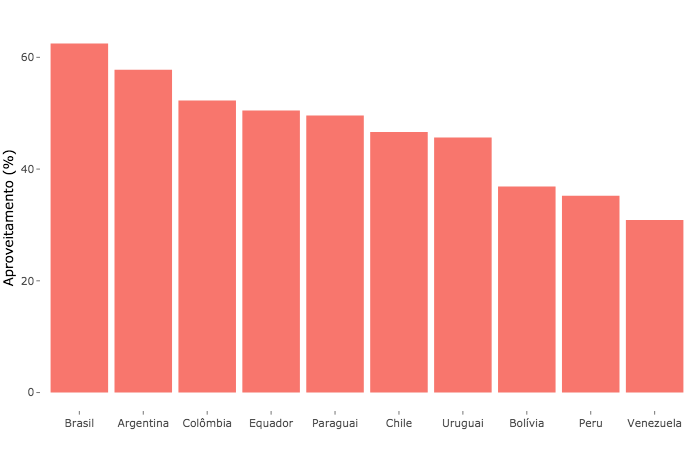 Aproveitamento (%)
60
40
20
0
Brasil Argentina Colômbia Equador Paraguai Chile Uruguai Bolívia Peru Venezuela